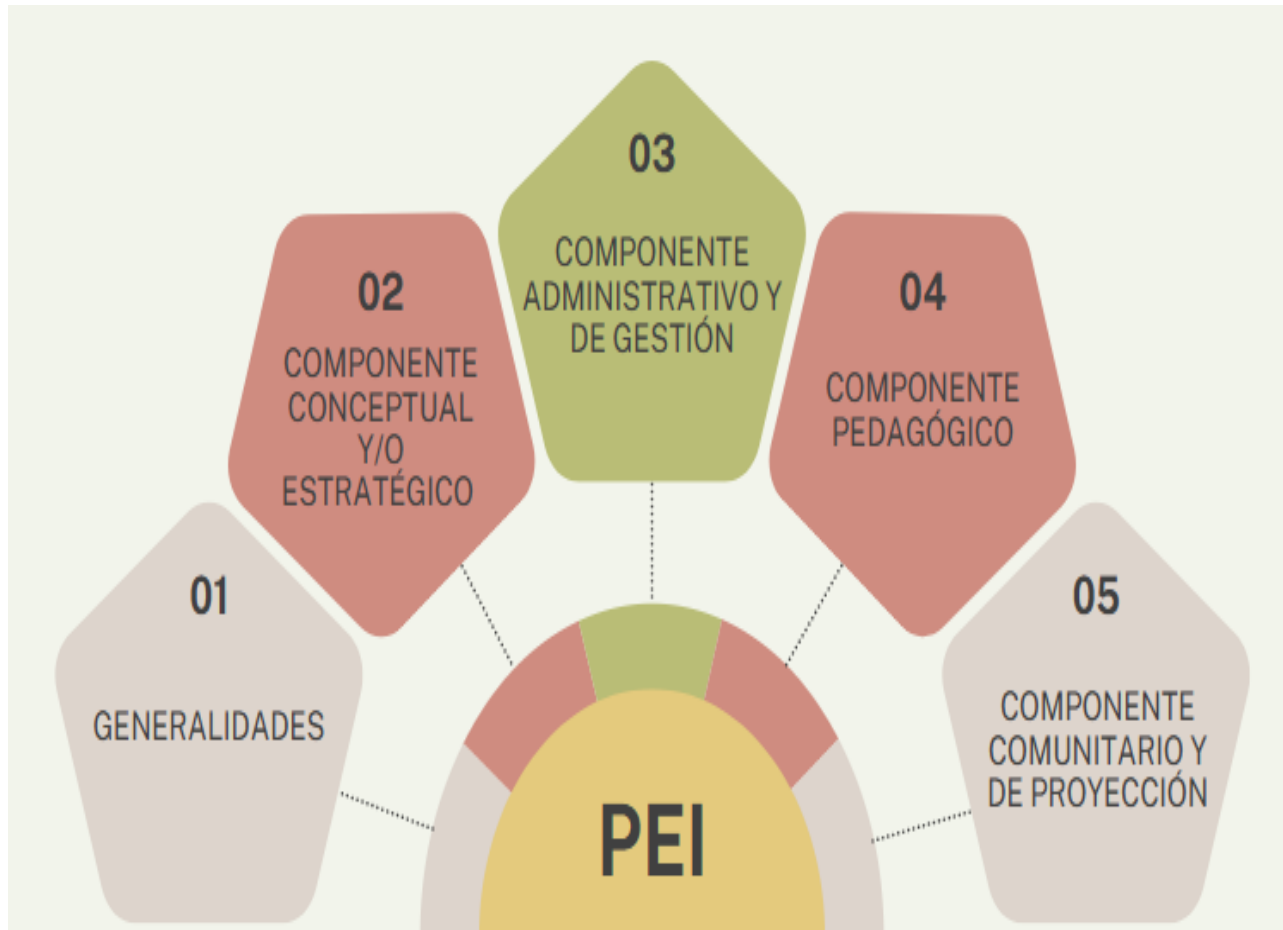 01
GENERALIDADES
02
COMPONENTE
CONCEPTUAL
Y/O
ESTRATÉGICO
03
COMPONENTE
ADMINISTRATIVO Y
DE GESTIÓN
04
COMPONENTE
PEDAGÓGICO
05
COMPONENTE
COMUNITARIO Y
DE PROYECCIÓN
PEI